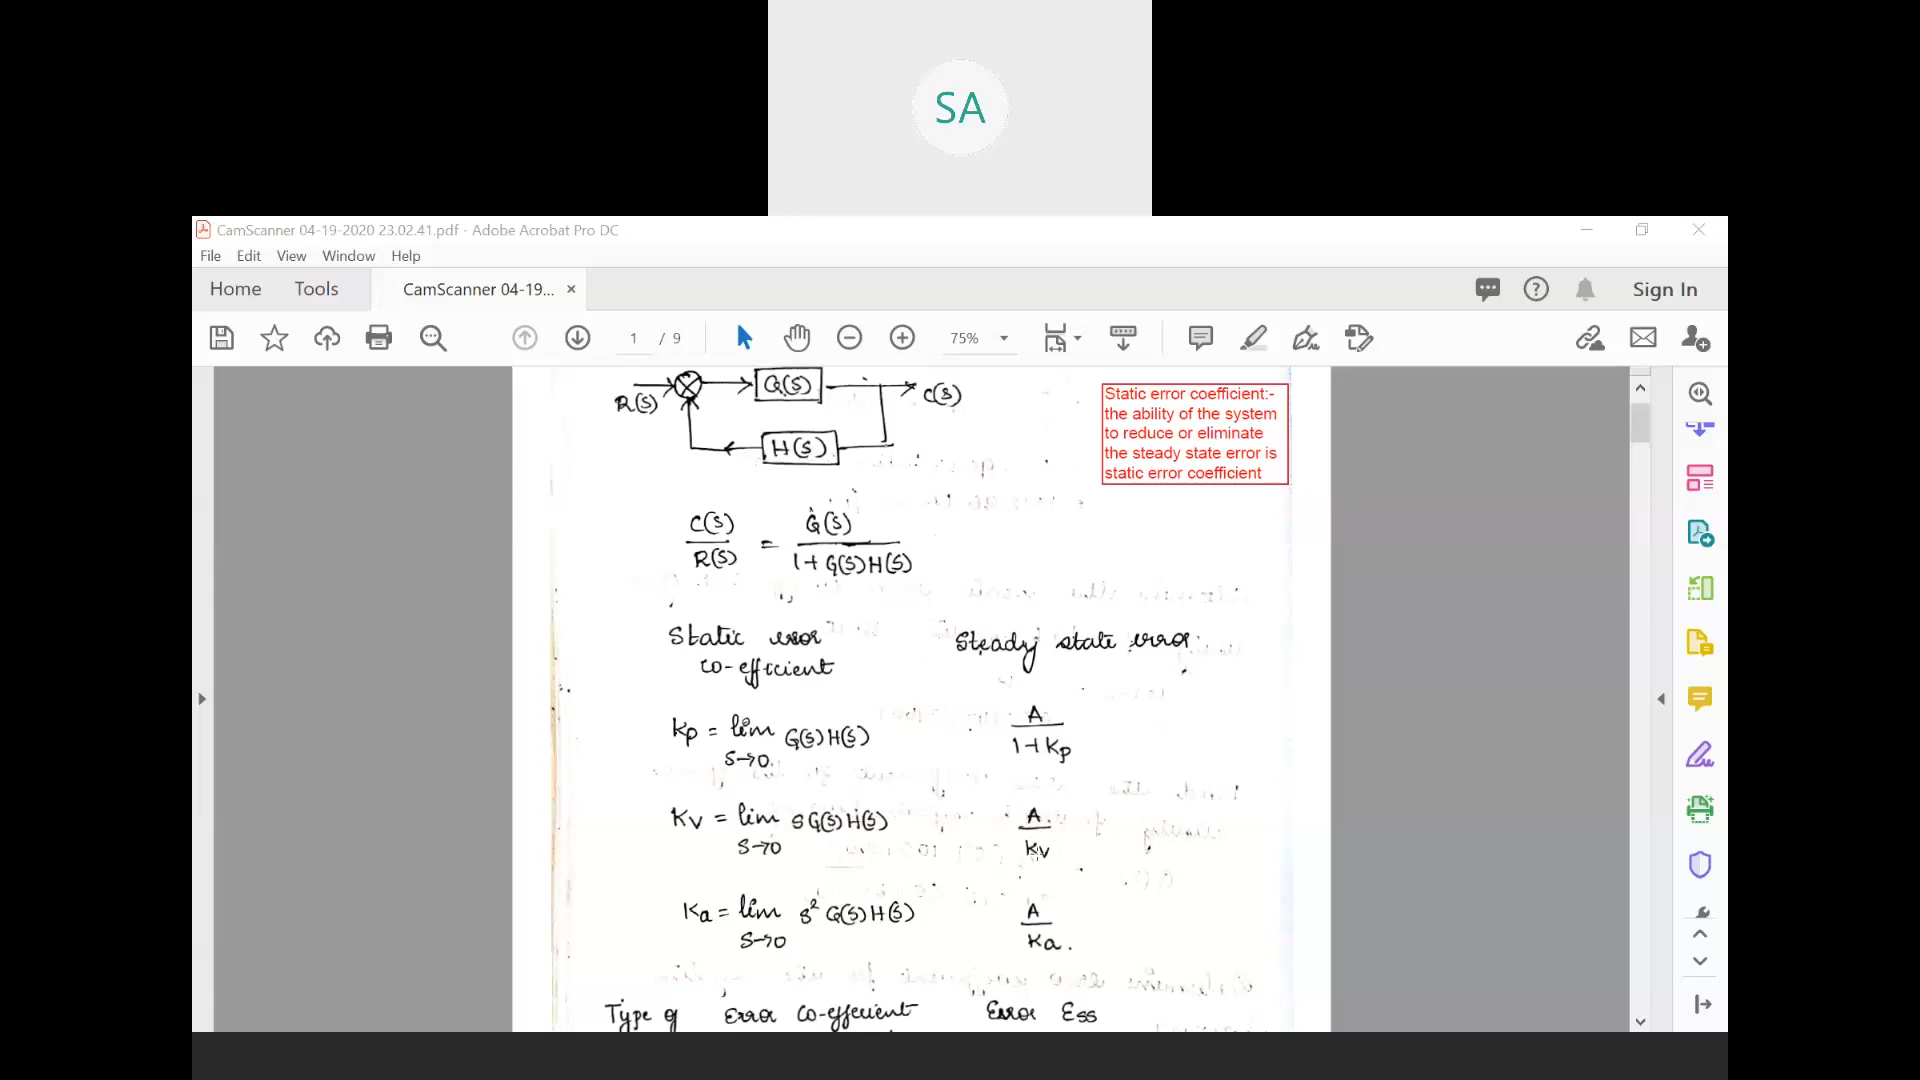 SA
CamScanner 04-19-2020 23.02.41.pdf - Adobe Acrobat Pro DC
File Edit View Window Help
Home Tools CamScanner 04-19... × Sign In
1 / 9 75%
R(S) G(S) C(S)
H(S)
Static error coefficient:-
the ability of the system
to reduce or eliminate
the steady state error is
static error coefficient
C(S) / R(S) = G(S) / 1+G(S)H(S)
Static error Steady state error
co-efficient
Kp = lim G(S)H(S) A / 1+Kp
S→0
Kv = lim S G(S)H(S) A / Kv
S→0
Ka = lim S² G(S)H(S) A / Ka.
S→0
Type of Error co-efficient Error Ess